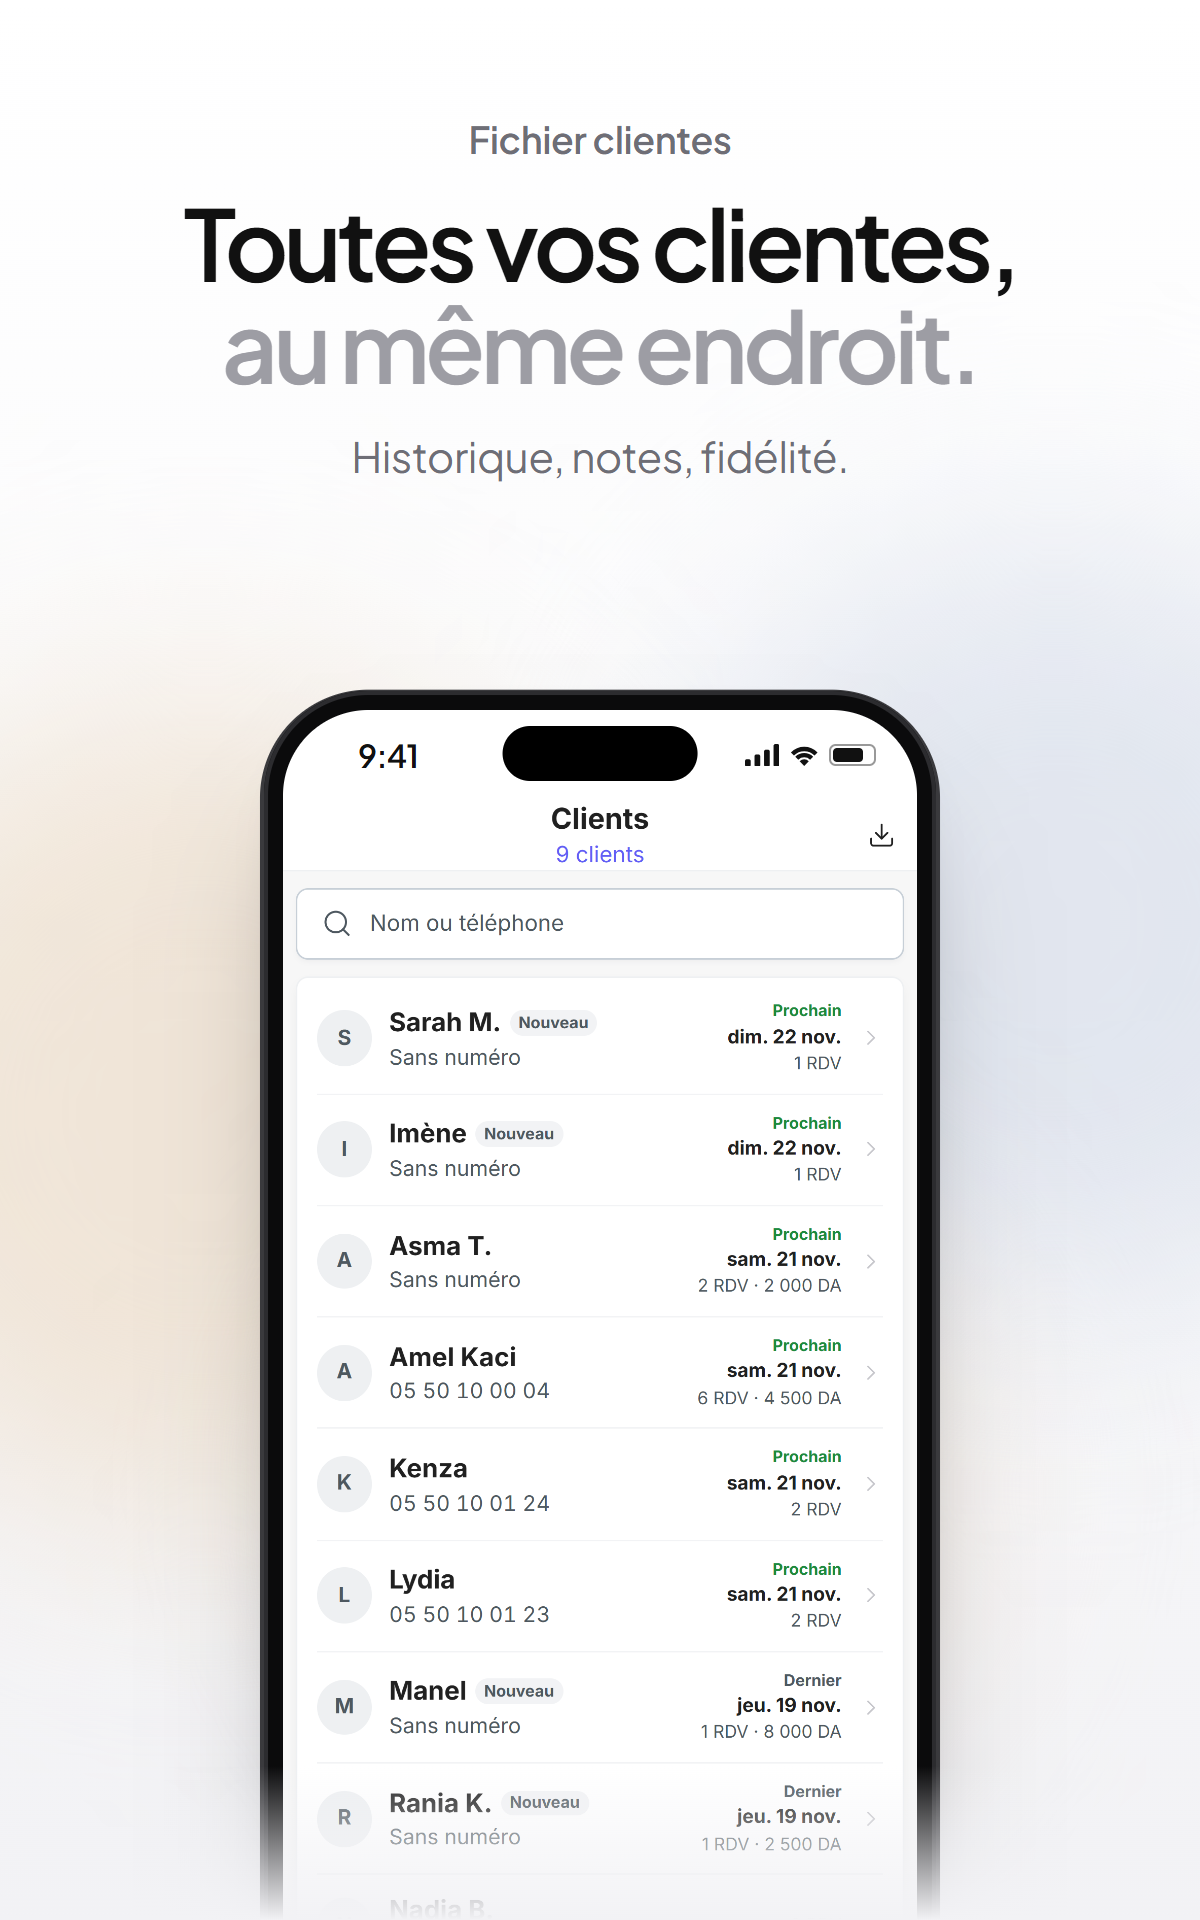 Fichier clientes
Toutes vos clientes,
au même endroit.
Historique, notes, fidélité.
9:41
Clients
9 clients
Nom ou téléphone
S
Sarah M. Nouveau
Sans numéro
Prochain
dim. 22 nov.
1 RDV
I
Imène Nouveau
Sans numéro
Prochain
dim. 22 nov.
1 RDV
A
Asma T.
Sans numéro
Prochain
sam. 21 nov.
2 RDV · 2 000 DA
A
Amel Kaci
05 50 10 00 04
Prochain
sam. 21 nov.
6 RDV · 4 500 DA
K
Kenza
05 50 10 01 24
Prochain
sam. 21 nov.
2 RDV
L
Lydia
05 50 10 01 23
Prochain
sam. 21 nov.
2 RDV
M
Manel Nouveau
Sans numéro
Dernier
jeu. 19 nov.
1 RDV · 8 000 DA
R
Rania K. Nouveau
Sans numéro
Dernier
jeu. 19 nov.
1 RDV · 2 500 DA
Nadia B.